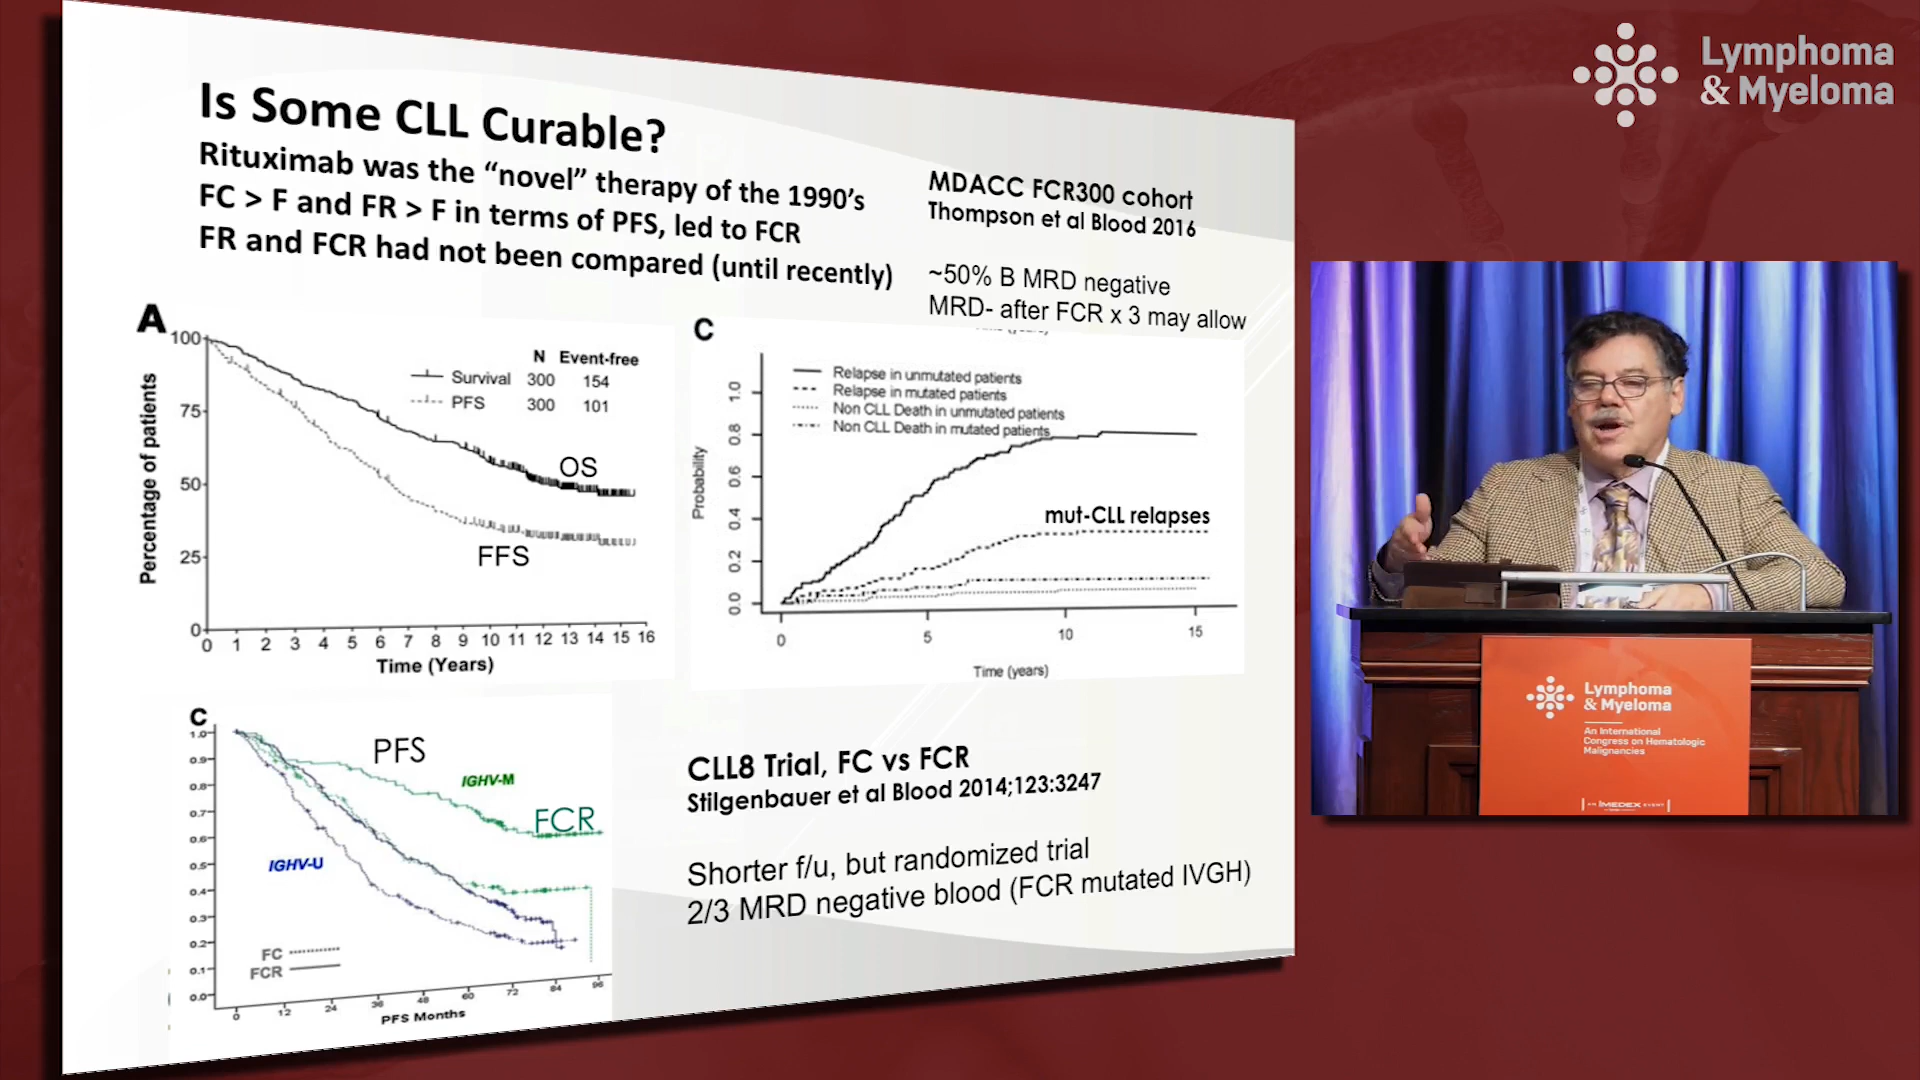 Is Some CLL Curable?
Rituximab was the “novel” therapy of the 1990’s
FC > F and FR > F in terms of PFS, led to FCR
FR and FCR had not been compared (until recently)
MDACC FCR300 cohort
Thompson et al Blood 2016
~50% B MRD negative
MRD- after FCR x 3 may allow
A
N Event-free
Survival 300 154
PFS 300 101
OS
FFS
Percentage of patients
100
75
50
25
0
0 1 2 3 4 5 6 7 8 9 10 11 12 13 14 15 16
Time (Years)
C
Relapse in unmutated patients
Relapse in mutated patients
Non CLL Death in unmutated patients
Non CLL Death in mutated patients
mut-CLL relapses
Probability
1.0
0.8
0.6
0.4
0.2
0.0
0 5 10 15
Time (years)
C
PFS
IGHV-M
FCR
IGHV-U
1.0
0.9
0.8
0.7
0.6
0.5
0.4
0.3
0.2
0.1
0.0
FC
FCR
0 12 24 36 48 60 72 84 96
PFS Months
CLL8 Trial, FC vs FCR
Stilgenbauer et al Blood 2014;123:3247
Shorter f/u, but randomized trial
2/3 MRD negative blood (FCR mutated IVGH)
Lymphoma
& Myeloma
Lymphoma
& Myeloma
An International
Congress on Hematologic
Malignancies
AN IMEDEX EVENT